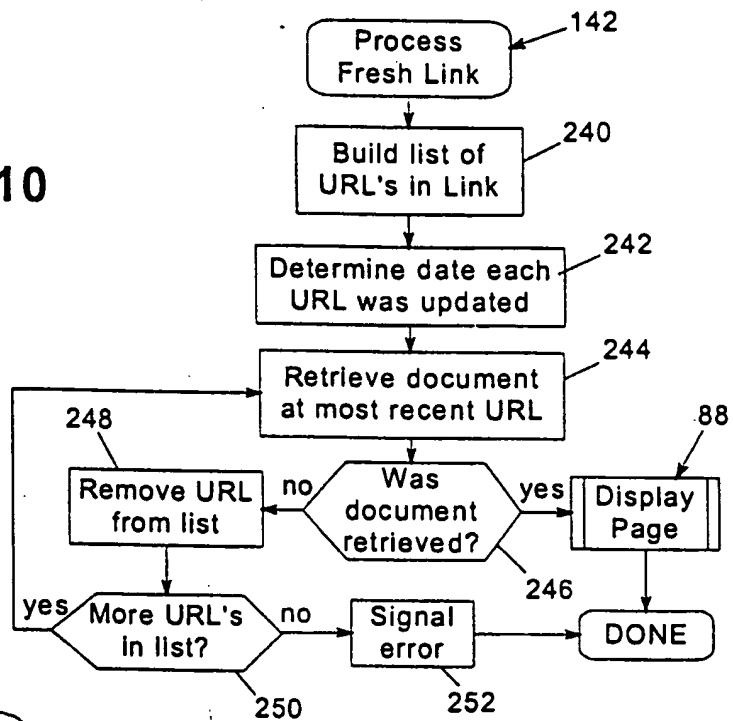 Process
Fresh Link
142
10
Build list of
URL's in Link
240
Determine date each
URL was updated
242
Retrieve document
at most recent URL
244
248
88
Remove URL
from list
no
Was
document
retrieved?
yes
Display
Page
246
yes
More URL's
in list?
no
Signal
error
DONE
250
252